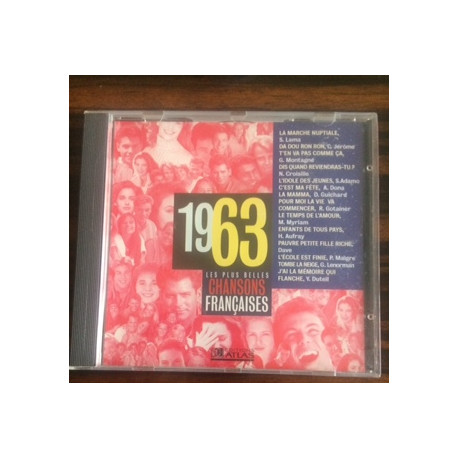 1963
LES PLUS BELLES
CHANSONS
FRANÇAISES
ATLAS
LA MARCHE NUPTIALE,
S. Lama
DA DOU RON RON, C. Jérôme
T'EN VA PAS COMME ÇA,
G. Montagné
DIS QUAND REVIENDRAS-TU ?
N. Croisille
L'IDOLE DES JEUNES, S. Adamo
C'EST MA FÊTE, A. Dona
LA MAMMA, D. Guichard
POUR MOI LA VIE VA
COMMENCER, R. Gotainer
LE TEMPS DE L'AMOUR,
M. Myriam
ENFANTS DE TOUS PAYS,
H. Aufray
PAUVRE PETITE FILLE RICHE,
Dave
L'ÉCOLE EST FINIE, P. Malgre
TOMBE LA NEIGE, G. Lenorman
J'AI LA MÉMOIRE QUI
FLANCHE, Y. Duteil